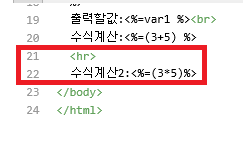 출력할값:<%=var1 %><br>
20 수식계산:<%=(3+5) %>
21 <hr>
22 수식계산2:<%=(3*5)%>
23 </body>
24 </html>